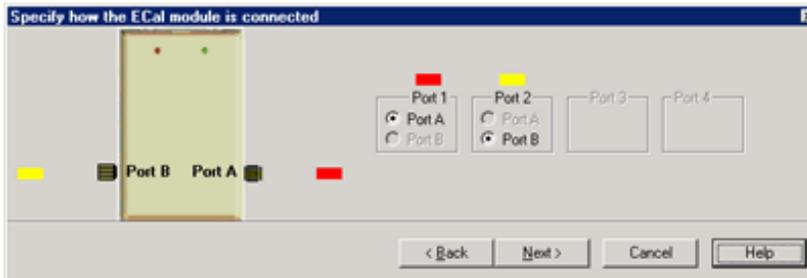 Specify how the ECal module is connected
Port 1 Port 2 Port 3 Port 4
Port A Port A
Port B Port B
Port B Port A
< Back Next > Cancel Help